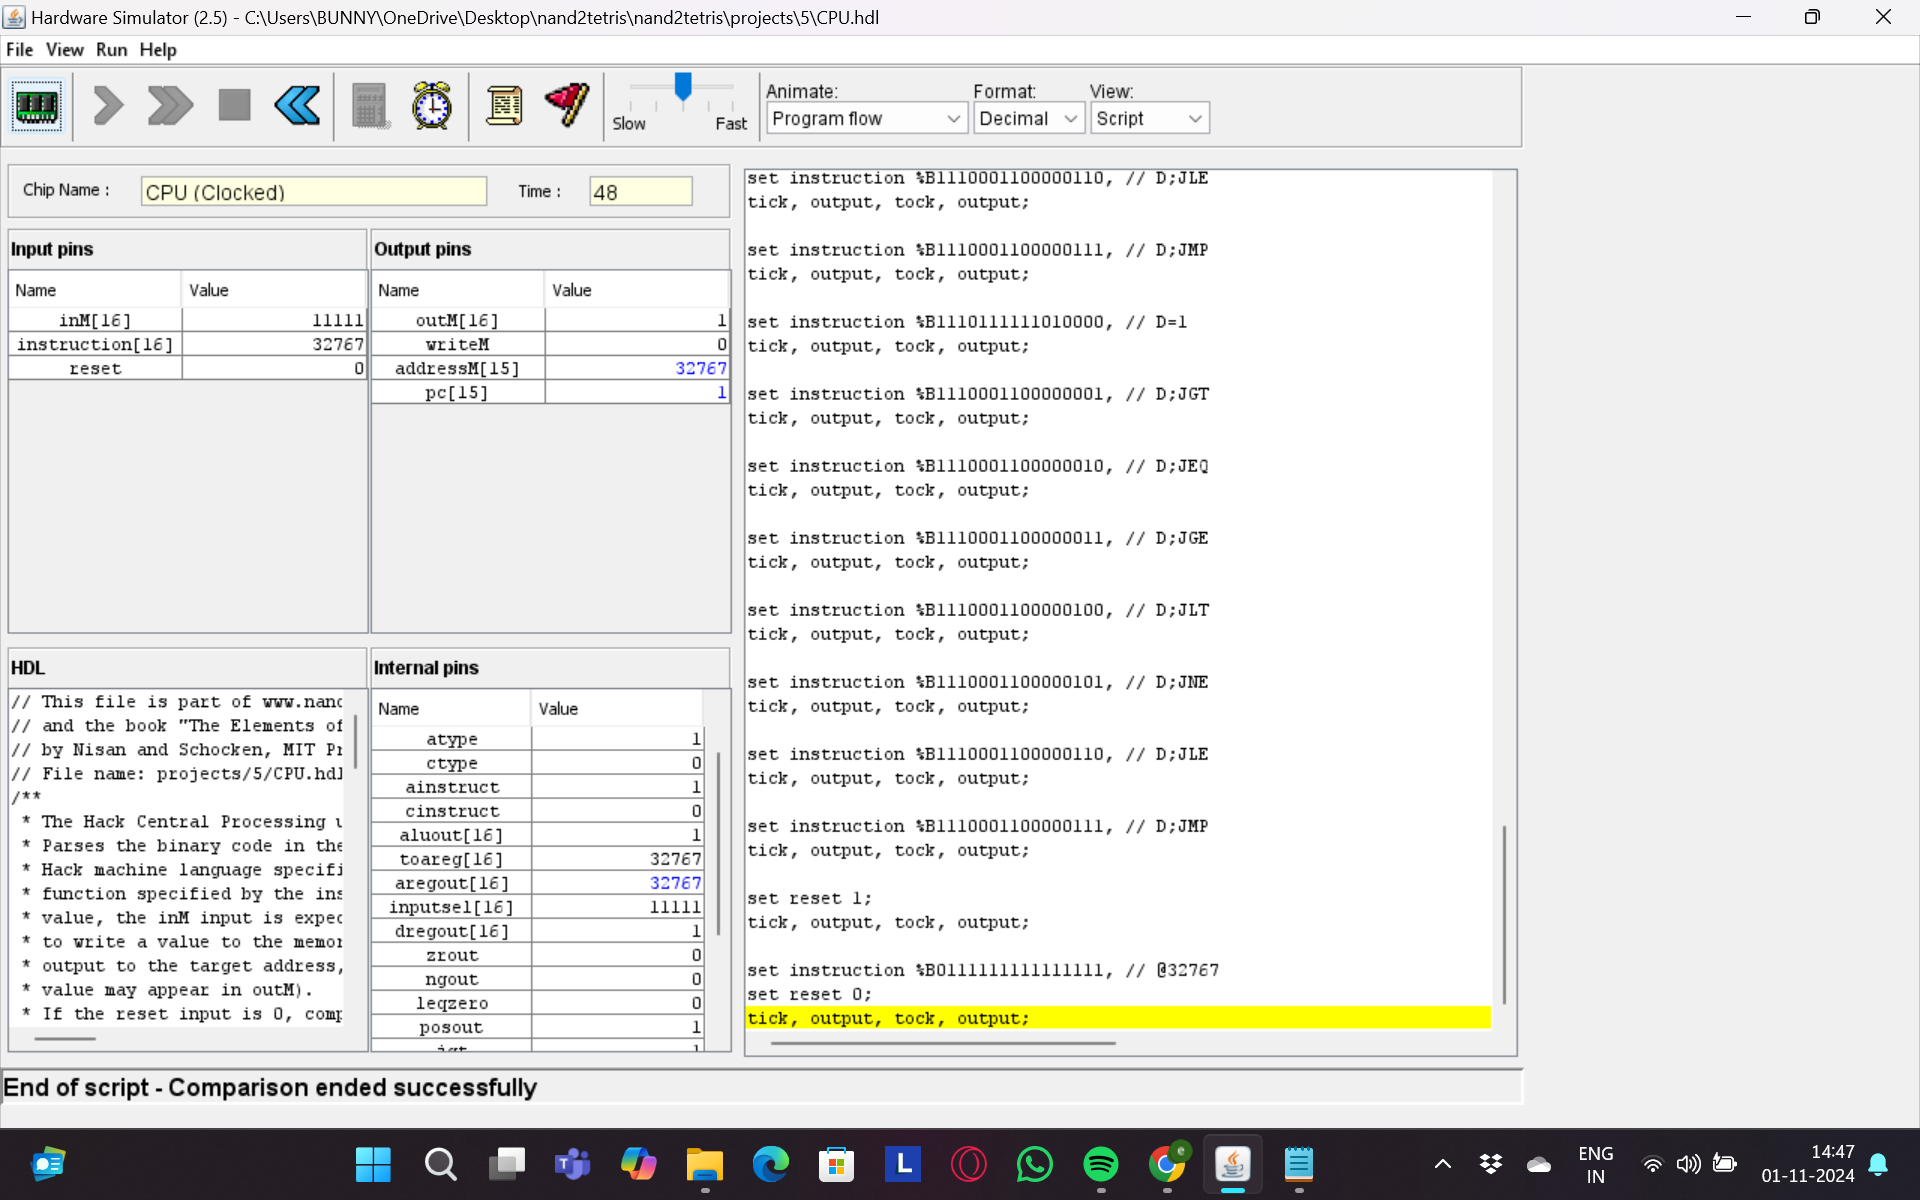 Hardware Simulator (2.5) - C:\Users\BUNNY\OneDrive\Desktop\nand2tetris\nand2tetris\projects\5\CPU.hdl
File View Run Help
Slow Fast
Animate: Format: View:
Program flow Decimal Script
Chip Name : CPU (Clocked) Time : 48
Input pins
Name Value
inM[16] 11111
instruction[16] 32767
reset 0
Output pins
Name Value
outM[16] 1
writeM 0
addressM[15] 32767
pc[15] 1
HDL
// This file is part of www.nand
// and the book "The Elements of
// by Nisan and Schocken, MIT Pr
// File name: projects/5/CPU.hdl
/**
* The Hack Central Processing u
* Parses the binary code in the
* Hack machine language specifi
* function specified by the ins
* value, the inM input is expec
* to write a value to the memor
* output to the target address,
* value may appear in outM).
* If the reset input is 0, comp
Internal pins
Name Value
atype 1
ctype 0
ainstruct 1
cinstruct 0
aluout[16] 1
toareg[16] 32767
aregout[16] 32767
inputsel[16] 11111
dregout[16] 1
zrout 0
ngout 0
leqzero 0
posout 1
jgt 1
set instruction %B1110001100000110, // D;JLE
tick, output, tock, output;
set instruction %B1110001100000111, // D;JMP
tick, output, tock, output;
set instruction %B1110111111010000, // D=1
tick, output, tock, output;
set instruction %B1110001100000001, // D;JGT
tick, output, tock, output;
set instruction %B1110001100000010, // D;JEQ
tick, output, tock, output;
set instruction %B1110001100000011, // D;JGE
tick, output, tock, output;
set instruction %B1110001100000100, // D;JLT
tick, output, tock, output;
set instruction %B1110001100000101, // D;JNE
tick, output, tock, output;
set instruction %B1110001100000110, // D;JLE
tick, output, tock, output;
set instruction %B1110001100000111, // D;JMP
tick, output, tock, output;
set reset 1;
tick, output, tock, output;
set instruction %B0111111111111111, // @32767
set reset 0;
tick, output, tock, output;
End of script - Comparison ended successfully
L
e
ENG
IN
14:47
01-11-2024